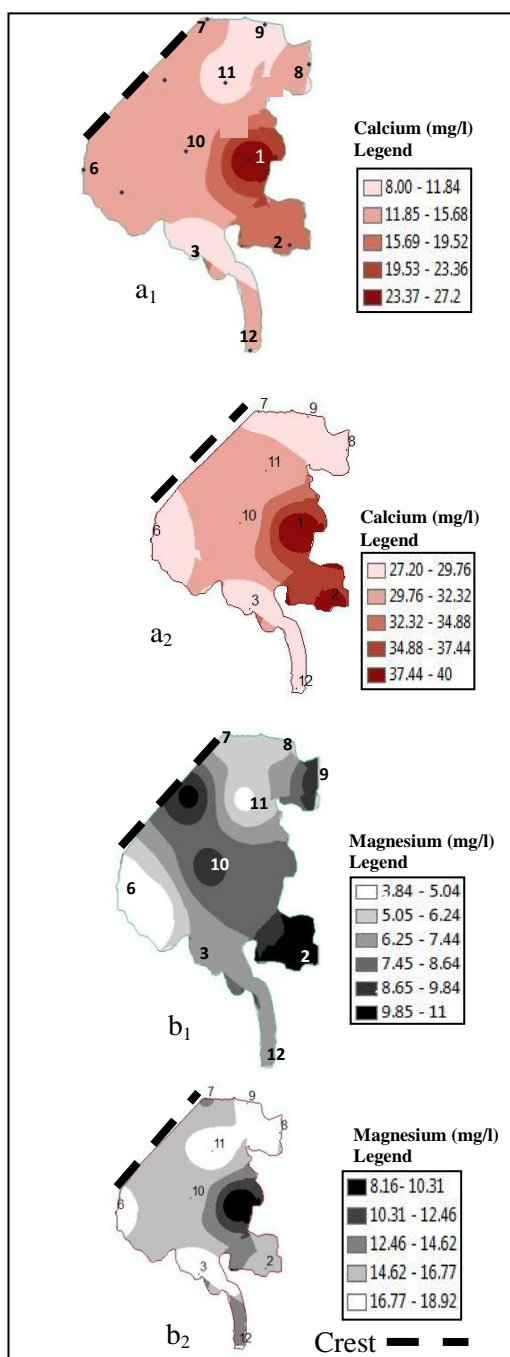 7
9
11
8
10
1
6
3
2
12
a1
Calcium (mg/l)
Legend
8.00 - 11.84
11.85 - 15.68
15.69 - 19.52
19.53 - 23.36
23.37 - 27.2
7
9
8
11
10
1
6
3
2
12
a2
Calcium (mg/l)
Legend
27.20 - 29.76
29.76 - 32.32
32.32 - 34.88
34.88 - 37.44
37.44 - 40
7
8
9
11
10
6
3
2
12
b1
Magnesium (mg/l)
Legend
3.84 - 5.04
5.05 - 6.24
6.25 - 7.44
7.45 - 8.64
8.65 - 9.84
9.85 - 11
7
9
8
11
10
6
3
2
12
b2
Magnesium (mg/l)
Legend
8.16- 10.31
10.31 - 12.46
12.46 - 14.62
14.62 - 16.77
16.77 - 18.92
Crest